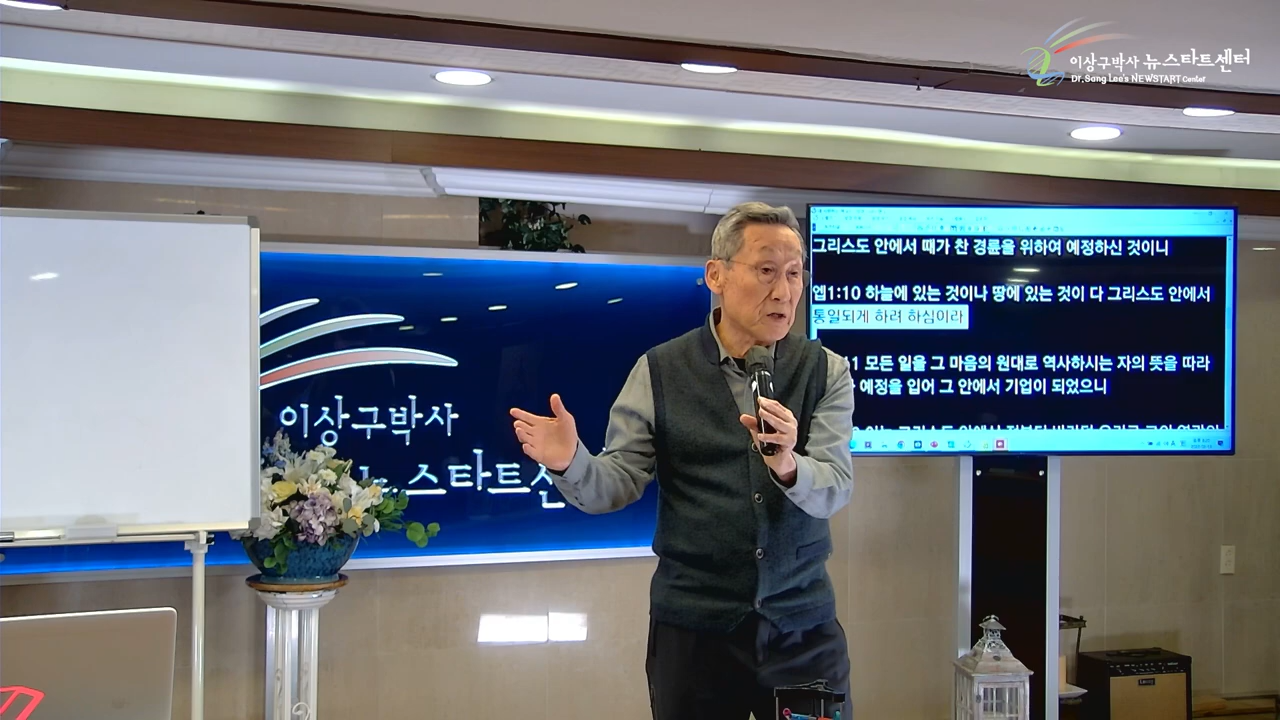 이상구박사 뉴스타트센터
Dr. Sang Lee's NEWSTART Center
그리스도 안에서 때가 찬 경륜을 위하여 예정하신 것이니
엡1:10 하늘에 있는 것이나 땅에 있는 것이 다 그리스도 안에서
통일되게 하려 하심이라
모든 일을 그 마음의 원대로 역사하시는 자의 뜻을 따라
예정을 입어 그 안에서 기업이 되었으니
이상구박사
뉴스타트센